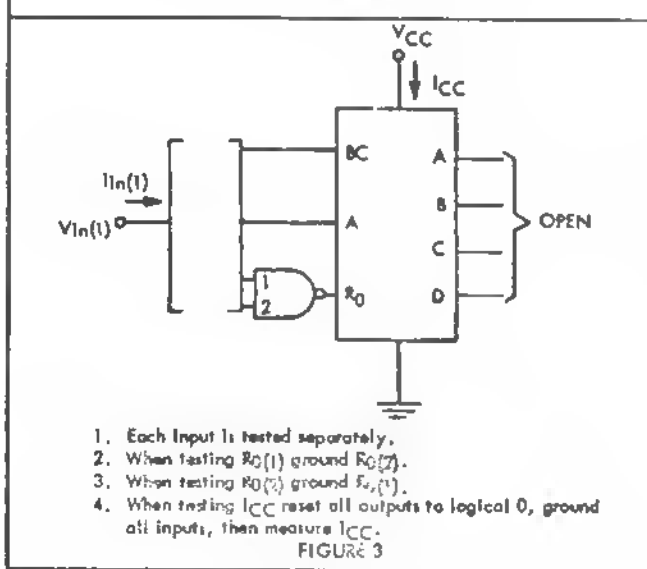 VCC
ICC
BC
A
IIn(1)
VIn(1)
A
B
OPEN
C
1
2
R0
D
1. Each Input Is tested separately.
2. When testing R0(1) ground R0(2).
3. When testing R0(2) ground R0(1).
4. When testing ICC reset all outputs to logical 0, ground
all inputs, then measure ICC.
FIGURE 3